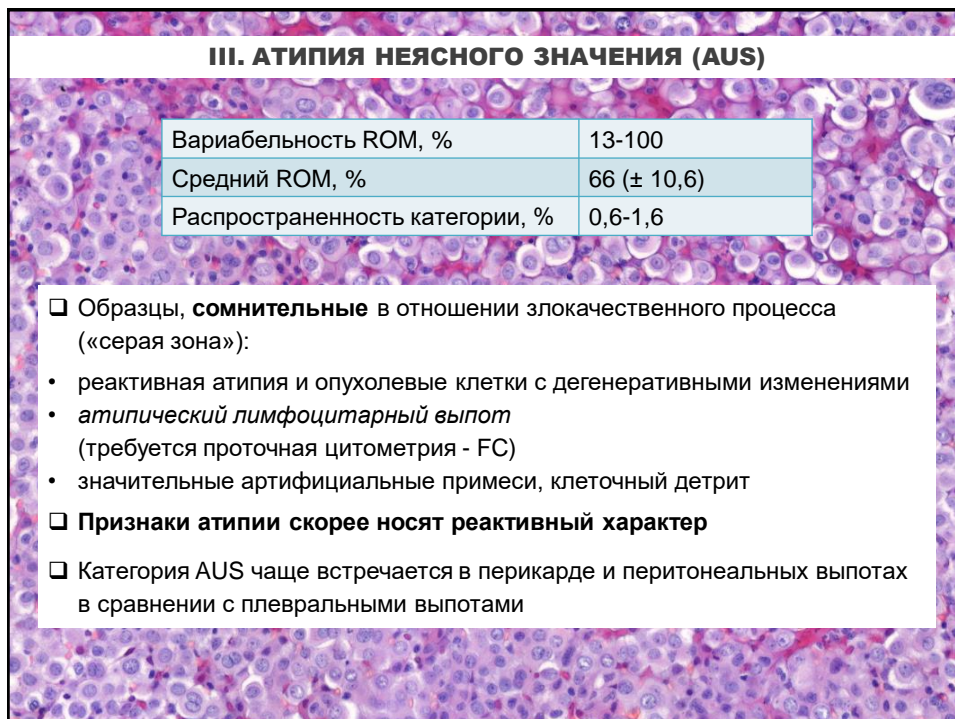 III. АТИПИЯ НЕЯСНОГО ЗНАЧЕНИЯ (AUS)
Вариабельность ROM, % 13-100
Средний ROM, % 66 (± 10,6)
Распространенность категории, % 0,6-1,6
❑ Образцы, сомнительные в отношении злокачественного процесса
(«серая зона»):
• реактивная атипия и опухолевые клетки с дегенеративными изменениями
• атипический лимфоцитарный выпот
(требуется проточная цитометрия - FC)
• значительные артифициальные примеси, клеточный детрит
❑ Признаки атипии скорее носят реактивный характер
❑ Категория AUS чаще встречается в перикарде и перитонеальных выпотах
в сравнении с плевральными выпотами